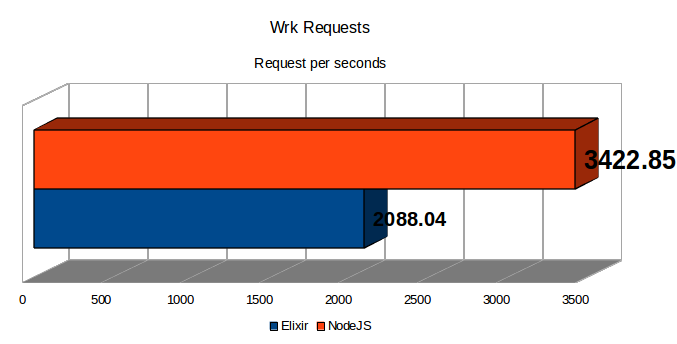 Wrk Requests
Request per seconds
3422.85
2088.04
0 500 1000 1500 2000 2500 3000 3500
Elixir NodeJS